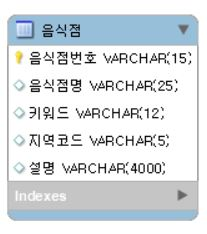 음식점
음식점번호 VARCHAR(15)
음식점명 VARCHAR(25)
키워드 VARCHAR(12)
지역코드 VARCHAR(5)
설명 VARCHAR(4000)
Indexes